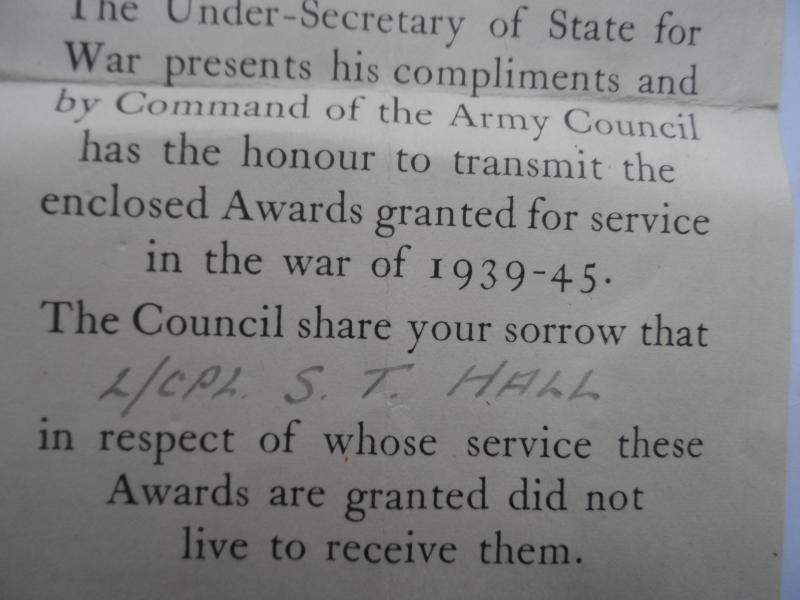 The Under-Secretary of State for
War presents his compliments and
by Command of the Army Council
has the honour to transmit the
enclosed Awards granted for service
in the war of 1939-45.
The Council share your sorrow that
L/CPL. S. T. HALL
in respect of whose service these
Awards are granted did not
live to receive them.